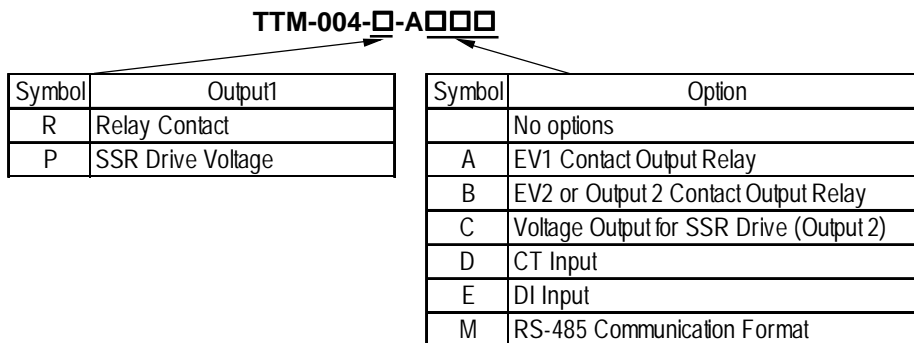 TTM-004-□-A□□□
Symbol Output1
R Relay Contact
P SSR Drive Voltage
Symbol Option
No options
A EV1 Contact Output Relay
B EV2 or Output 2 Contact Output Relay
C Voltage Output for SSR Drive (Output 2)
D CT Input
E DI Input
M RS-485 Communication Format